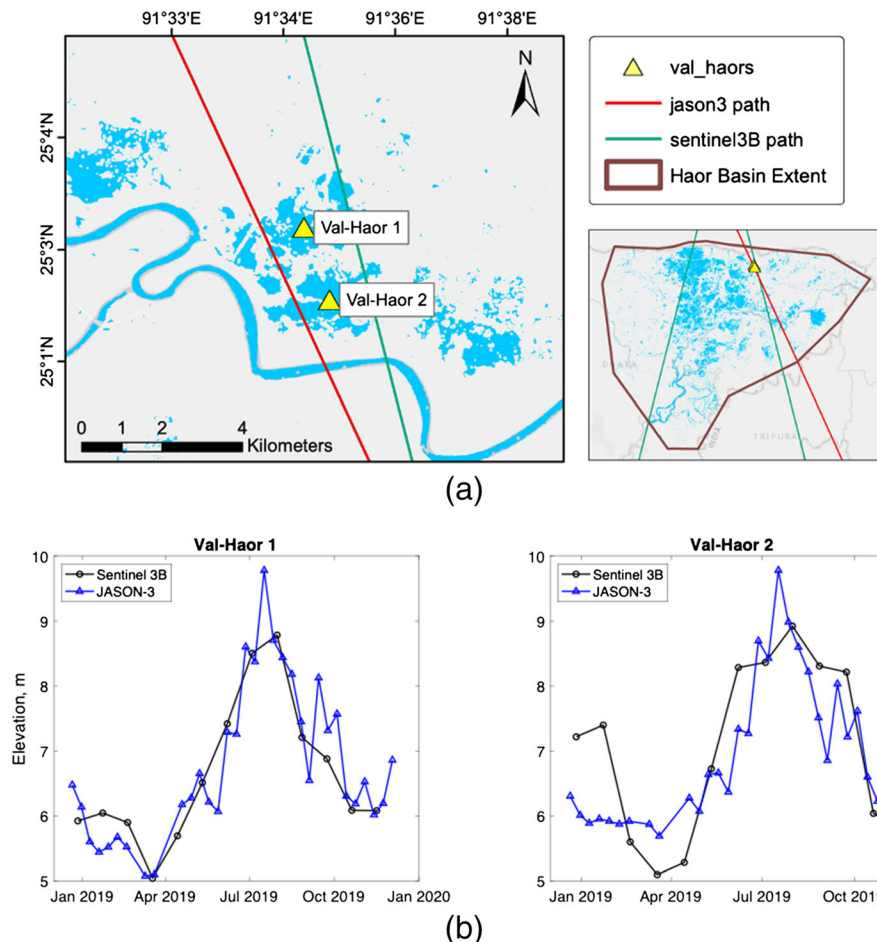 91°33'E 91°34'E 91°36'E 91°38'E
N
25°4'N
25°3'N
25°1'N
Val-Haor 1
Val-Haor 2
0 1 2 4
Kilometers
val_haors
jason3 path
sentinel3B path
Haor Basin Extent
DHAKA
INDIA
TRIPURA
(a)
Val-Haor 1
Sentinel 3B
JASON-3
Elevation, m
10
9
8
7
6
5
Jan 2019 Apr 2019 Jul 2019 Oct 2019 Jan 2020
Val-Haor 2
Sentinel 3B
JASON-3
10
9
8
7
6
5
Jan 2019 Apr 2019 Jul 2019 Oct 2019
(b)